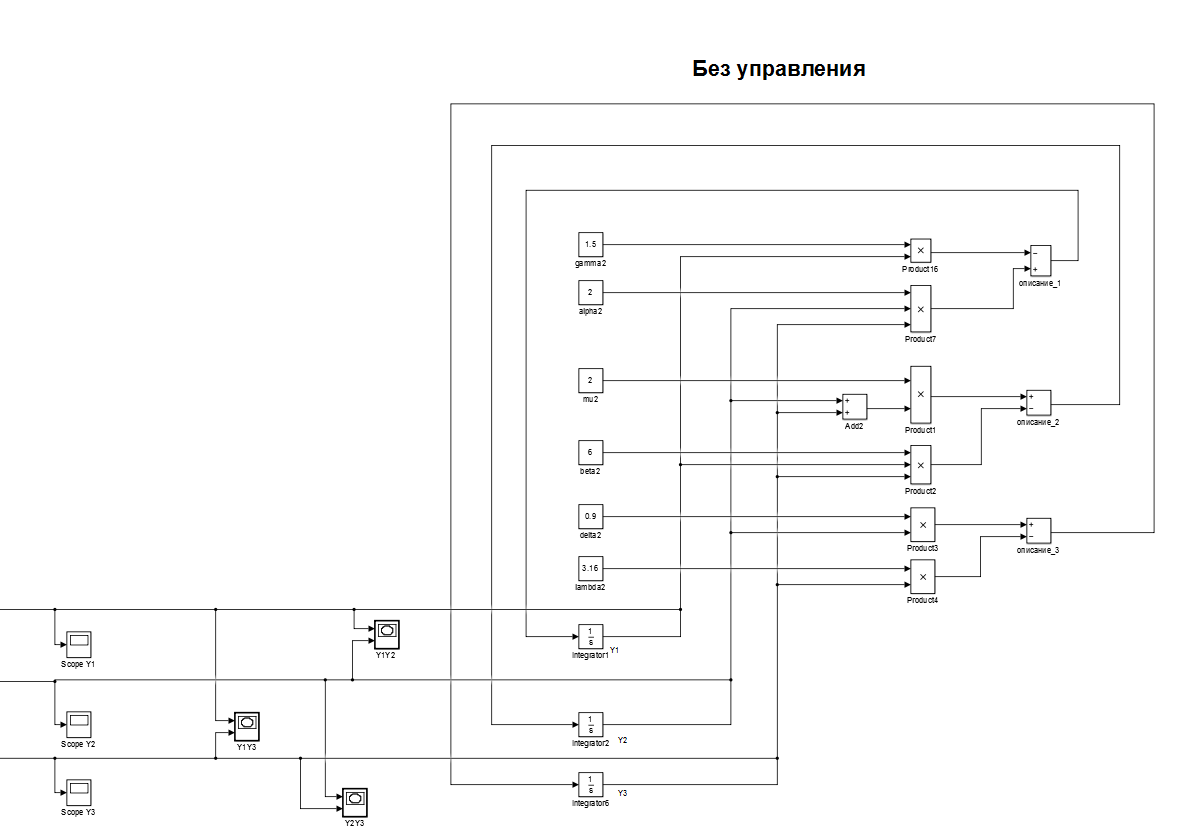 Без управления
1.5
gamma2
×
Product16
−
+
описание_1
2
alpha2
×
Product7
2
mu2
+
+
Add2
×
Product1
+
−
описание_2
6
beta2
×
Product2
0.9
delta2
×
Product3
+
−
описание_3
3.16
lambda2
×
Product4
1
s
Integrator1
Y1
Scope Y1
Y1Y2
1
s
Integrator2
Y2
Scope Y2
Y1Y3
1
s
Integrator6
Y3
Scope Y3
Y2Y3